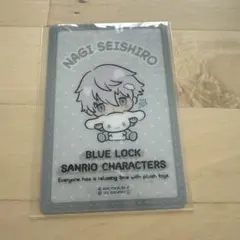 NAGI SEISHIRO
BLUE LOCK
SANRIO CHARACTERS
Everyone has a relaxing time with plush toys